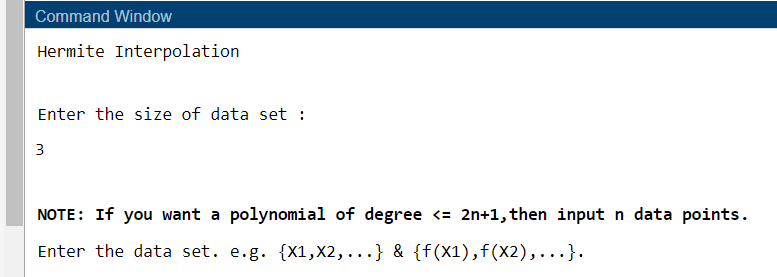 Command Window
Hermite Interpolation
Enter the size of data set :
3
NOTE: If you want a polynomial of degree <= 2n+1,then input n data points.
Enter the data set. e.g. {X1,X2,...} & {f(X1),f(X2),...}.